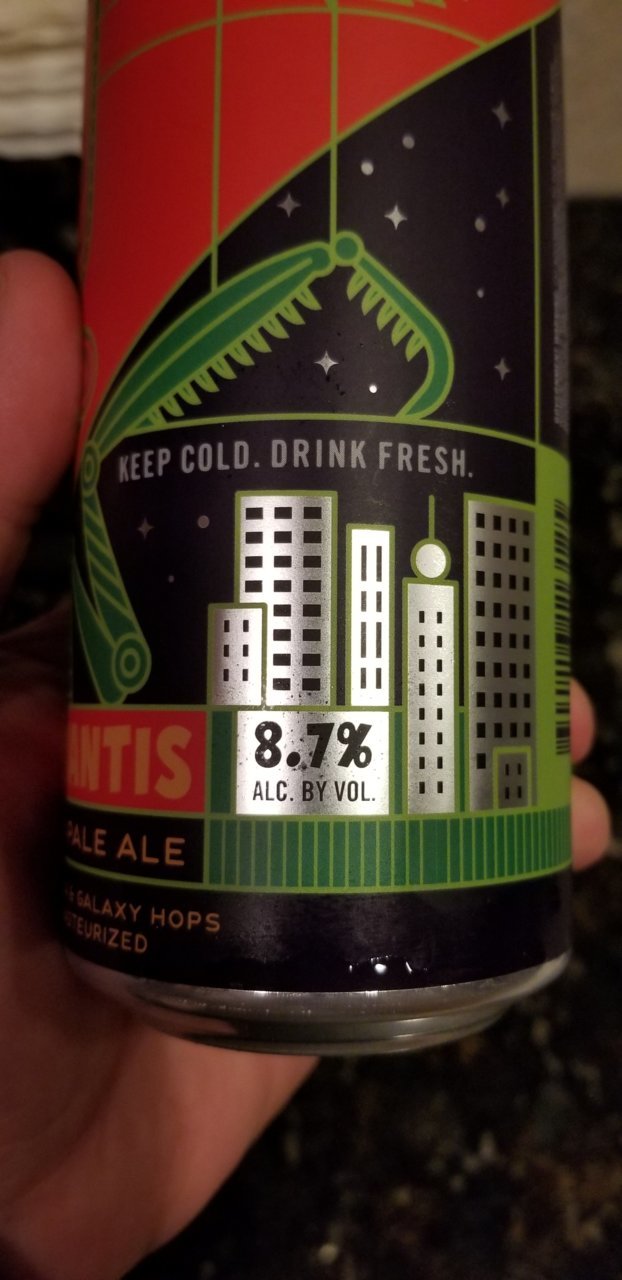 KEEP COLD. DRINK FRESH.
8.7%
ALC. BY VOL.
ANTIS
PALE ALE
& GALAXY HOPS
TEURIZED